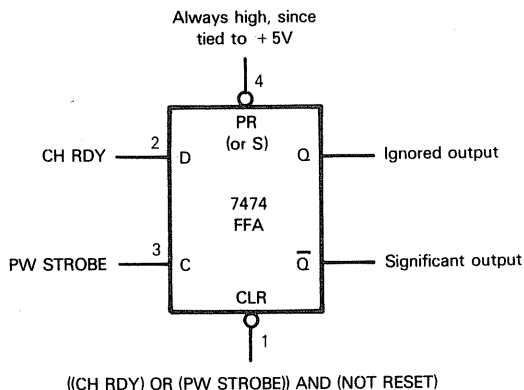 Always high, since
tied to + 5V
4
PR
(or S)
CH RDY 2 D Q Ignored output
7474
FFA
PW STROBE 3 C Q̅ Significant output
CLR
1
((CH RDY) OR (PW STROBE)) AND (NOT RESET)